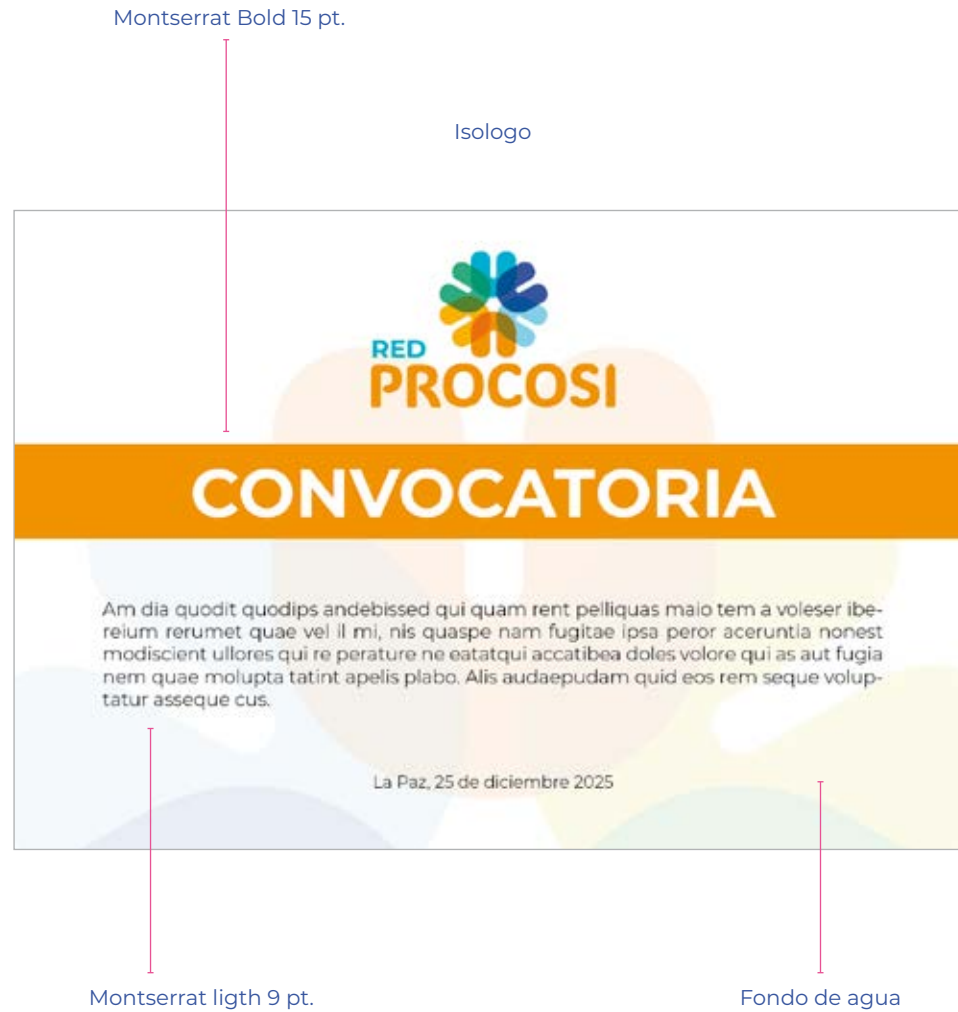 Montserrat Bold 15 pt.
Isologo
RED
PROCOSI
CONVOCATORIA
Am dia quodit quodips andebissed qui quam rent pelliquas maio tem a voleser ibe-
reium rerumet quae vel il mi, nis quaspe nam fugitae ipsa peror aceruntia nonest
modiscient ullores qui re perature ne eatatqui accatibea doles volore qui as aut fugia
nem quae molupta tatint apelis plabo. Alis audaepudam quid eos rem seque volup-
tatur asseque cus.
La Paz, 25 de diciembre 2025
Montserrat ligth 9 pt.
Fondo de agua